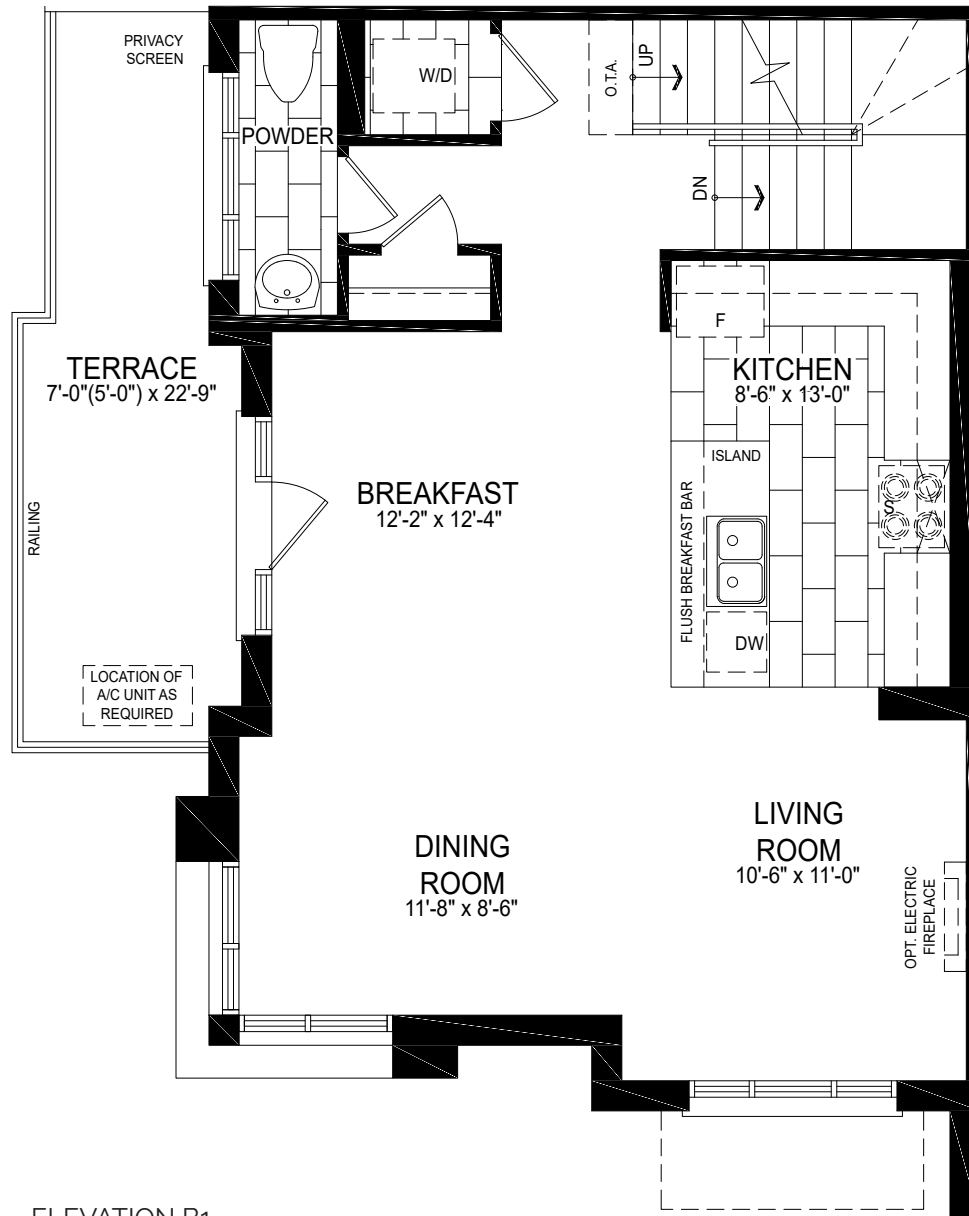 PRIVACY
SCREEN
POWDER
W/D
O.T.A.
UP
DN
TERRACE
7'-0"(5'-0") x 22'-9"
F
KITCHEN
8'-6" x 13'-0"
ISLAND
BREAKFAST
12'-2" x 12'-4"
RAILING
FLUSH BREAKFAST BAR
S
DW
LOCATION OF
A/C UNIT AS
REQUIRED
DINING
ROOM
11'-8" x 8'-6"
LIVING
ROOM
10'-6" x 11'-0"
OPT. ELECTRIC
FIREPLACE
ELEVATION B1